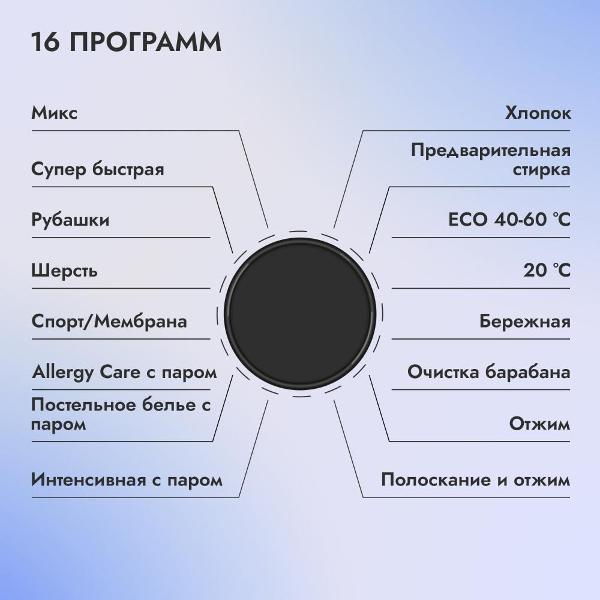 16 ПРОГРАММ
Микс
Супер быстрая
Рубашки
Шерсть
Спорт/Мембрана
Allergy Care с паром
Постельное белье с
паром
Интенсивная с паром
Хлопок
Предварительная
стирка
ECO 40-60 °C
20 °C
Бережная
Очистка барабана
Отжим
Полоскание и отжим